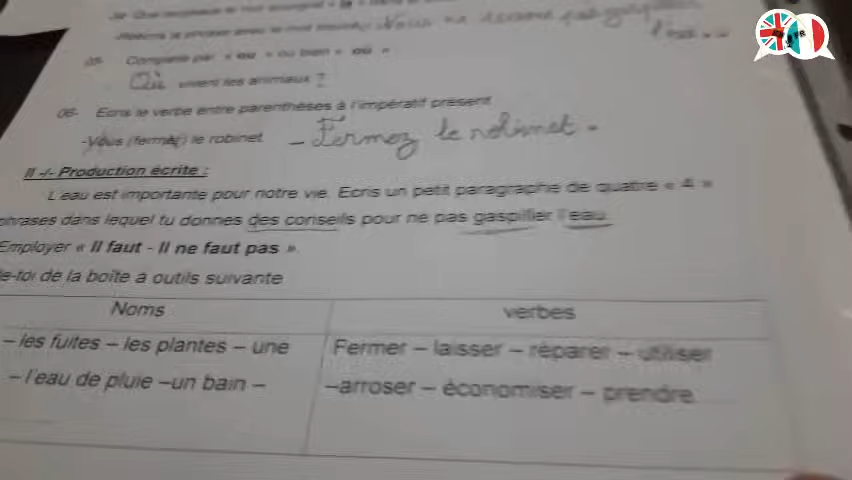 05- Complète par « ou » ou bien « où »
Où vivent les animaux ?
06- Ecris le verbe entre parenthèses à l'impératif présent
-Vous (fermer) le robinet - Fermez le robinet.
II -/- Production écrite :
L'eau est importante pour notre vie. Ecris un petit paragraphe de quatre « 4 »
phrases dans lequel tu donnes des conseils pour ne pas gaspiller l'eau.
Employer « Il faut - Il ne faut pas ».
de-toi de la boîte à outils suivante
Noms
verbes
– les fuites – les plantes – une
Fermer – laisser – réparer – utiliser
– l'eau de pluie –un bain –
–arroser – économiser – prendre